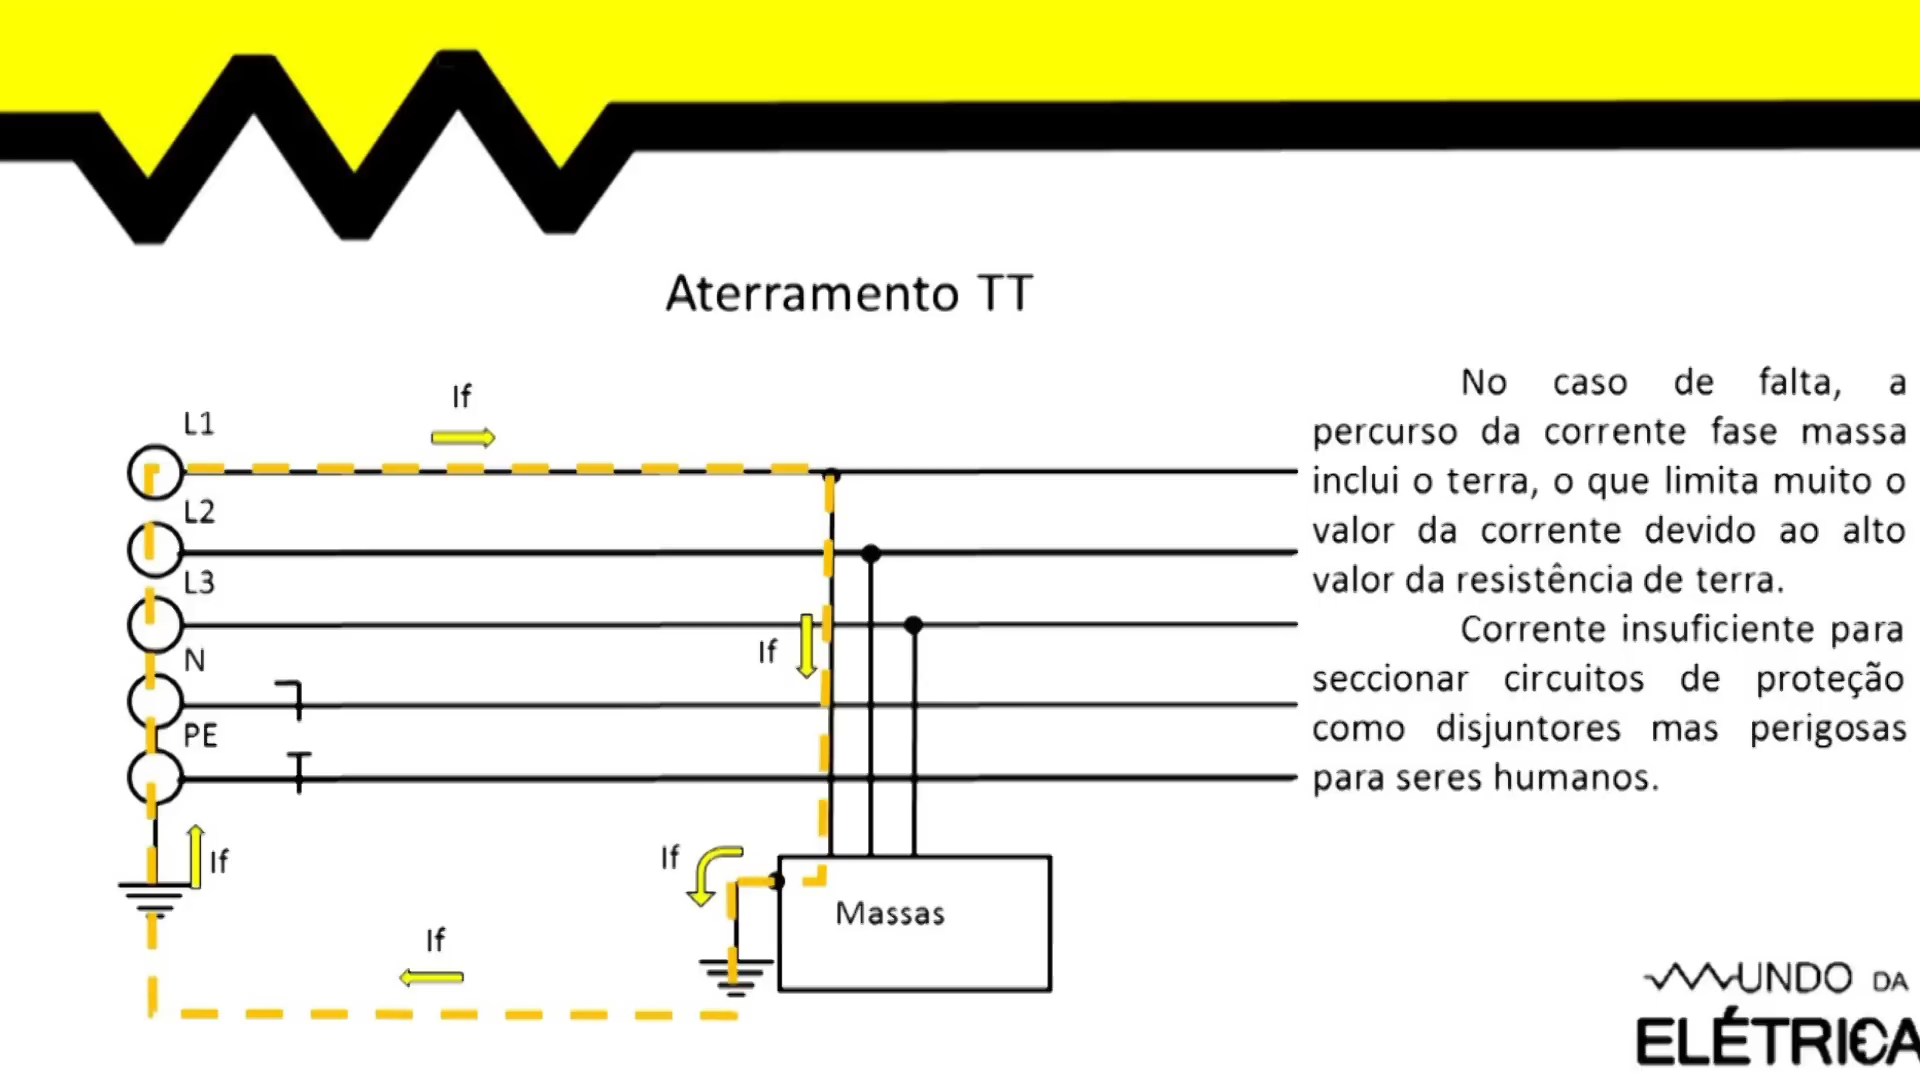 Aterramento TT
If
L1
L2
L3
N
PE
If
If
If
If
Massas
No caso de falta, a
percurso da corrente fase massa
inclui o terra, o que limita muito o
valor da corrente devido ao alto
valor da resistência de terra.
Corrente insuficiente para
seccionar circuitos de proteção
como disjuntores mas perigosas
para seres humanos.
MUNDO DA
ELÉTRICA